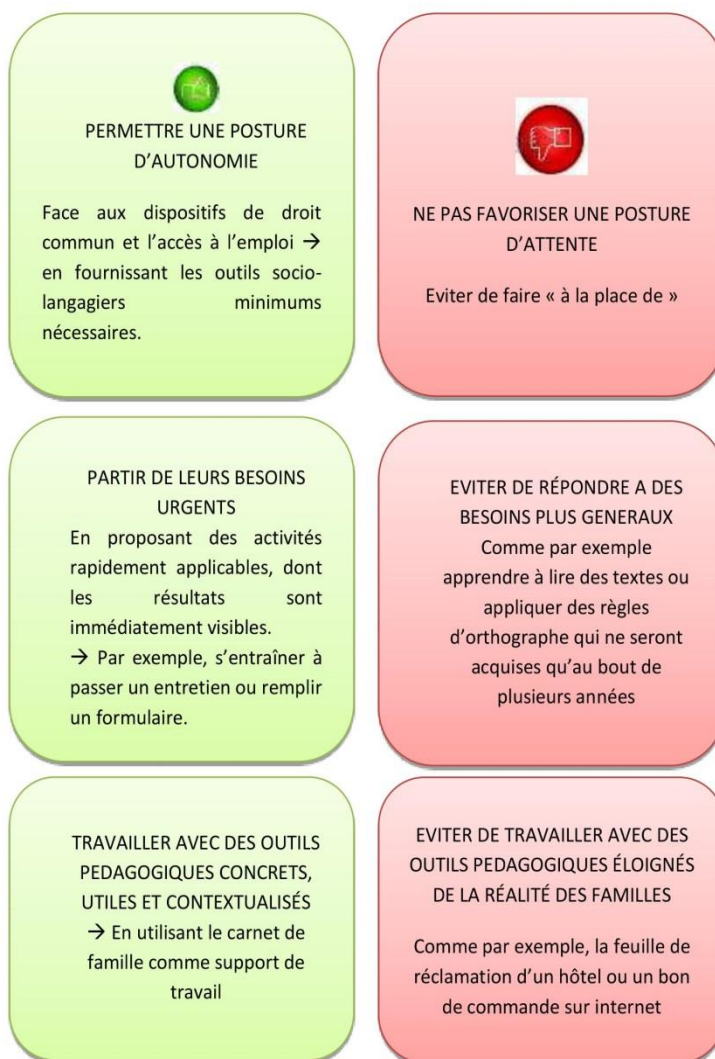 PERMETTRE UNE POSTURE
D'AUTONOMIE
Face aux dispositifs de droit
commun et l'accès à l'emploi →
en fournissant les outils socio-
langagiers minimums
nécessaires.
NE PAS FAVORISER UNE POSTURE
D'ATTENTE
Eviter de faire « à la place de »
PARTIR DE LEURS BESOINS
URGENTS
En proposant des activités
rapidement applicables, dont
les résultats sont
immédiatement visibles.
→ Par exemple, s'entraîner à
passer un entretien ou remplir
un formulaire.
EVITER DE RÉPONDRE A DES
BESOINS PLUS GENERAUX
Comme par exemple
apprendre à lire des textes ou
appliquer des règles
d'orthographe qui ne seront
acquises qu'au bout de
plusieurs années
TRAVAILLER AVEC DES OUTILS
PEDAGOGIQUES CONCRETS,
UTILES ET CONTEXTUALISÉS
→ En utilisant le carnet de
famille comme support de
travail
EVITER DE TRAVAILLER AVEC DES
OUTILS PEDAGOGIQUES ÉLOIGNÉS
DE LA RÉALITÉ DES FAMILLES
Comme par exemple, la feuille de
réclamation d'un hôtel ou un bon
de commande sur internet